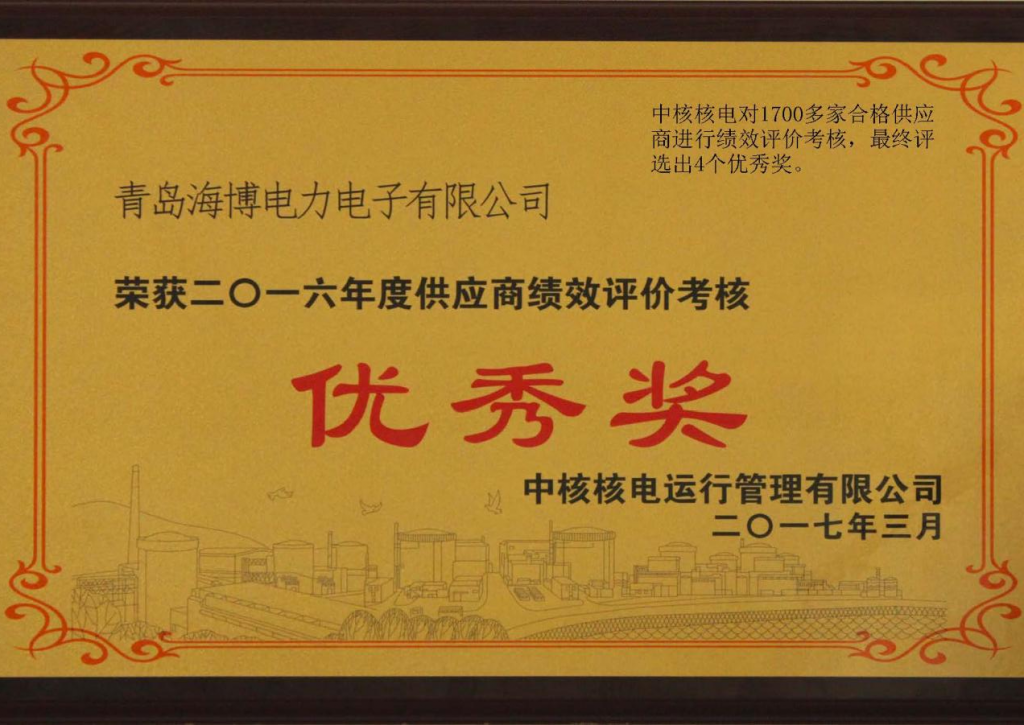 中核核电对1700多家合格供应
商进行绩效评价考核，最终评
选出4个优秀奖。
青岛海博电力电子有限公司
荣获二〇一六年度供应商绩效评价考核
优秀奖
中核核电运行管理有限公司
二〇一七年三月